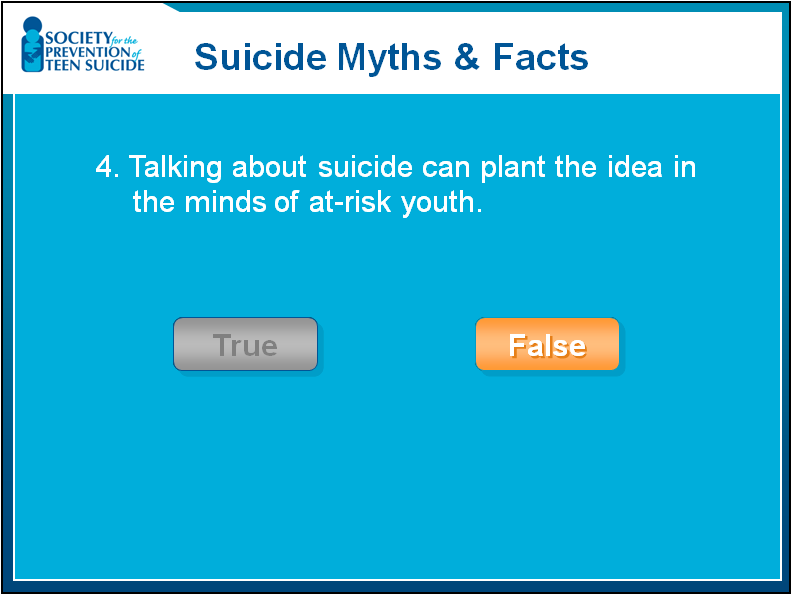 SOCIETY for the
PREVENTION of
TEEN SUICIDE
Suicide Myths & Facts
4. Talking about suicide can plant the idea in
the minds of at-risk youth.
True
False